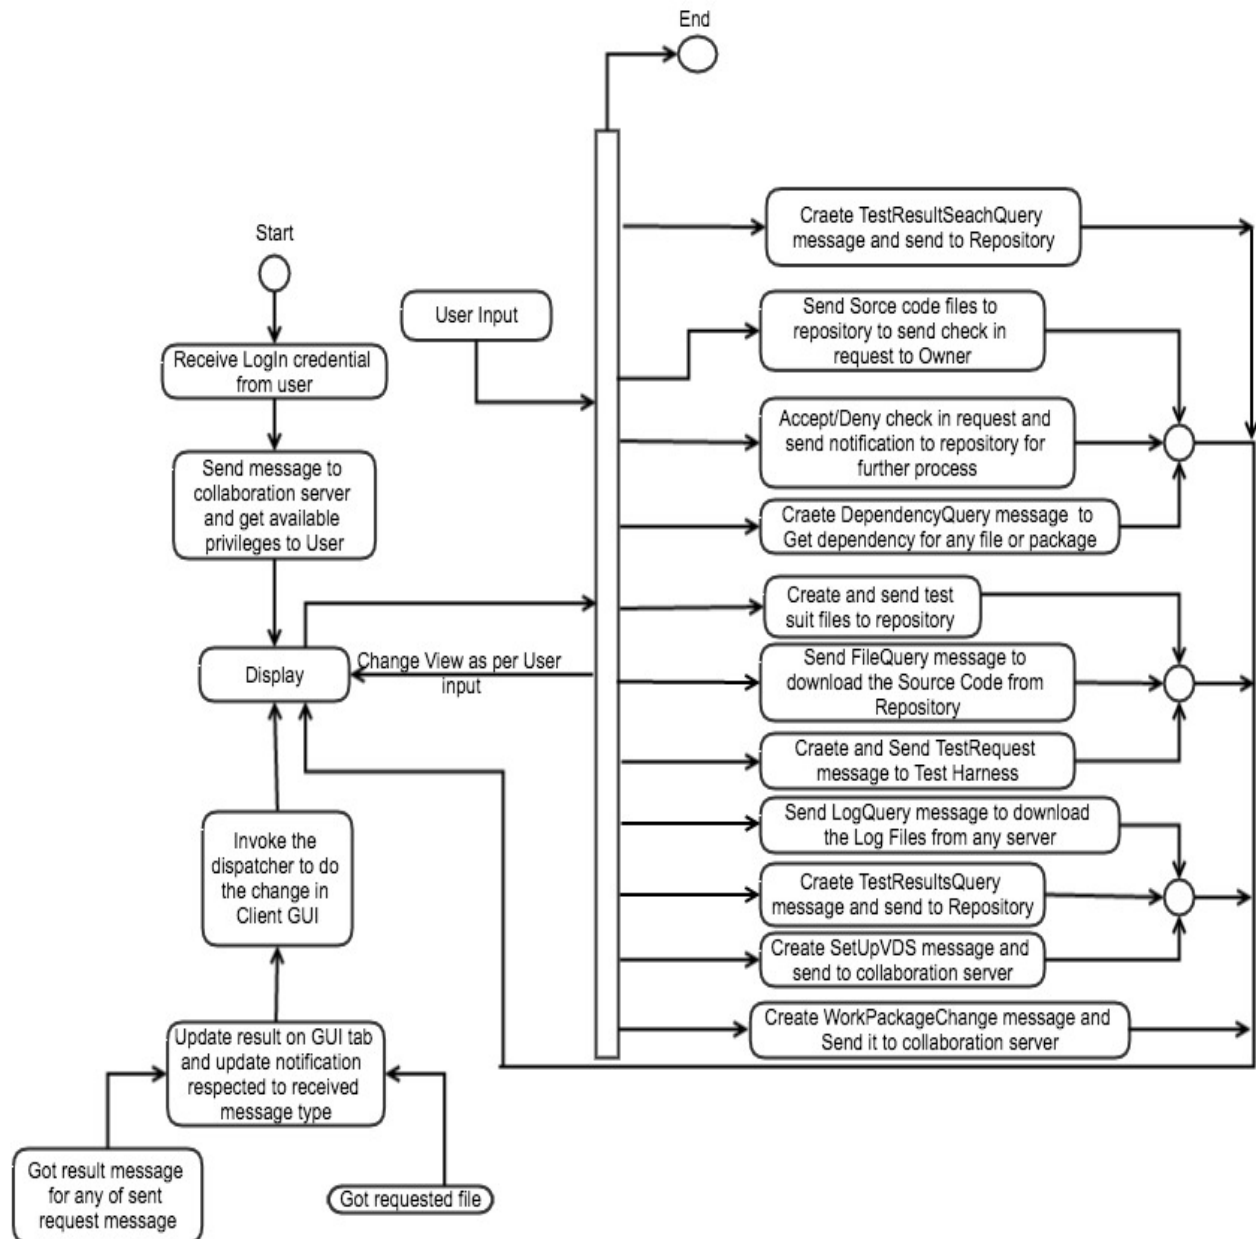 End
Start
Craete TestResultSeachQuery
message and send to Repository
User Input
Send Sorce code files to
repository to send check in
request to Owner
Receive LogIn credential
from user
Accept/Deny check in request and
send notification to repository for
further process
Send message to
collaboration server
and get available
privileges to User
Craete DependencyQuery message to
Get dependency for any file or package
Create and send test
suit files to repository
Display
Change View as per User
input
Send FileQuery message to
download the Source Code from
Repository
Craete and Send TestRequest
message to Test Harness
Send LogQuery message to download
the Log Files from any server
Invoke the
dispatcher to do
the change in
Client GUI
Craete TestResultsQuery
message and send to Repository
Create SetUpVDS message and
send to collaboration server
Create WorkPackageChange message and
Send it to collaboration server
Update result on GUI tab
and update notification
respected to received
message type
Got result message
for any of sent
request message
Got requested file